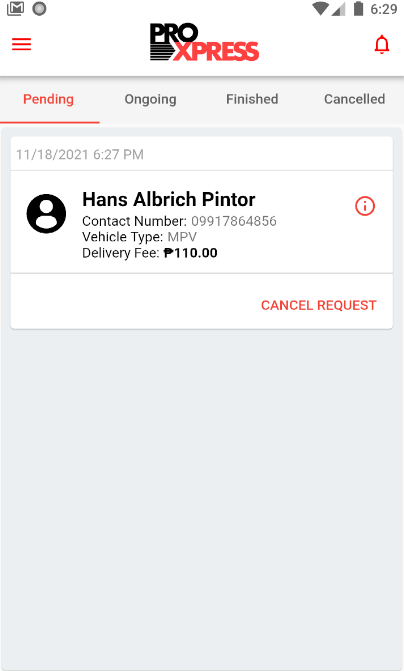 6:29
PRO
XPRESS
Pending
Ongoing
Finished
Cancelled
11/18/2021 6:27 PM
Hans Albrich Pintor
Contact Number: 09917864856
Vehicle Type: MPV
Delivery Fee: ₱110.00
CANCEL REQUEST